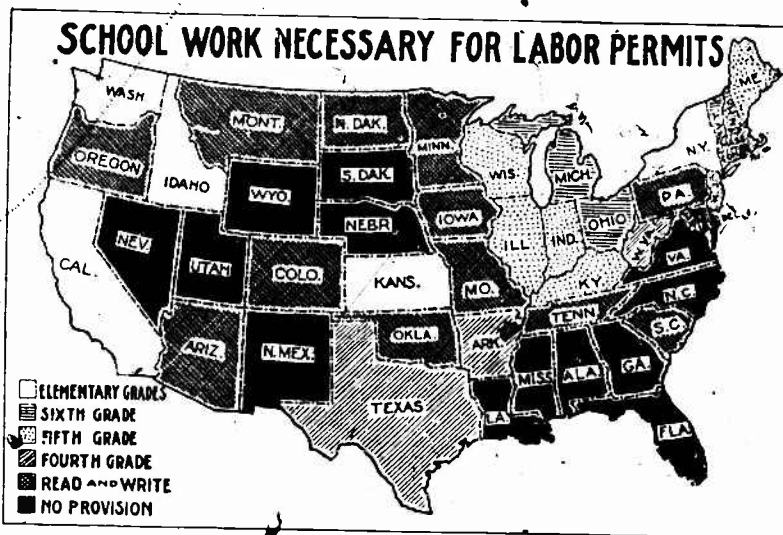 SCHOOL WORK NECESSARY FOR LABOR PERMITS
WASH
MONT.
N. DAK.
MINN.
ME.
OREGON
IDAHO
WYO.
S. DAK.
WIS.
MICH.
N.Y.
NEBR.
IOWA
PA.
NEV.
UTAH
COLO.
KANS.
MO.
ILL
IND.
OHIO
W.VA.
VA.
CAL.
KY.
N.C.
ARIZ.
N. MEX.
OKLA.
ARK.
TENN.
S.C.
TEXAS
LA.
MISS
ALA.
GA.
FLA.
ELEMENTARY GRADES
SIXTH GRADE
FIFTH GRADE
FOURTH GRADE
READ AND WRITE
NO PROVISION